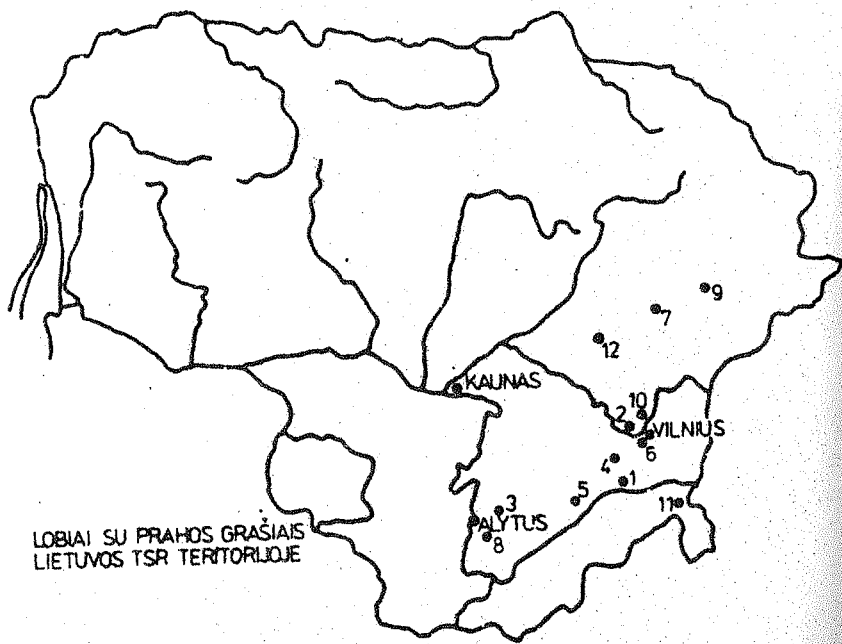 9
7
12
KAUNAS
10
2
VILNIUS
6
4
1
5
3
11
ALYTUS
8
LOBIAI SU PRAHOS GRAŠIAIS
LIETUVOS TSR TERITORIJOJE